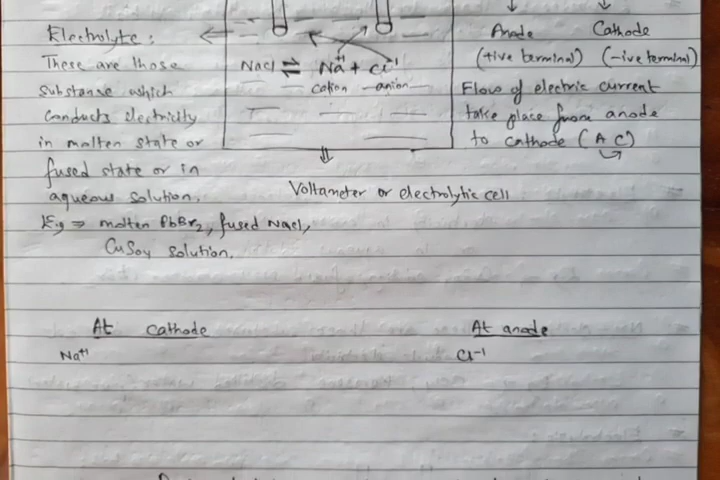 Electrolyte :
These are those
substance which
conducts electricity
in molten state or
fused state or in
aqueous solution.
Eg ⇒ molten PbBr2, fused NaCl,
CuSO4 solution.
NaCl ⇌ Na+1 + Cl-1
cation anion
⇓
Voltameter or electrolytic cell
Anode Cathode
(+ive terminal) (-ive terminal)
Flow of electric current
take place from anode
to cathode (A C)
At cathode At anode
Na+1 Cl-1